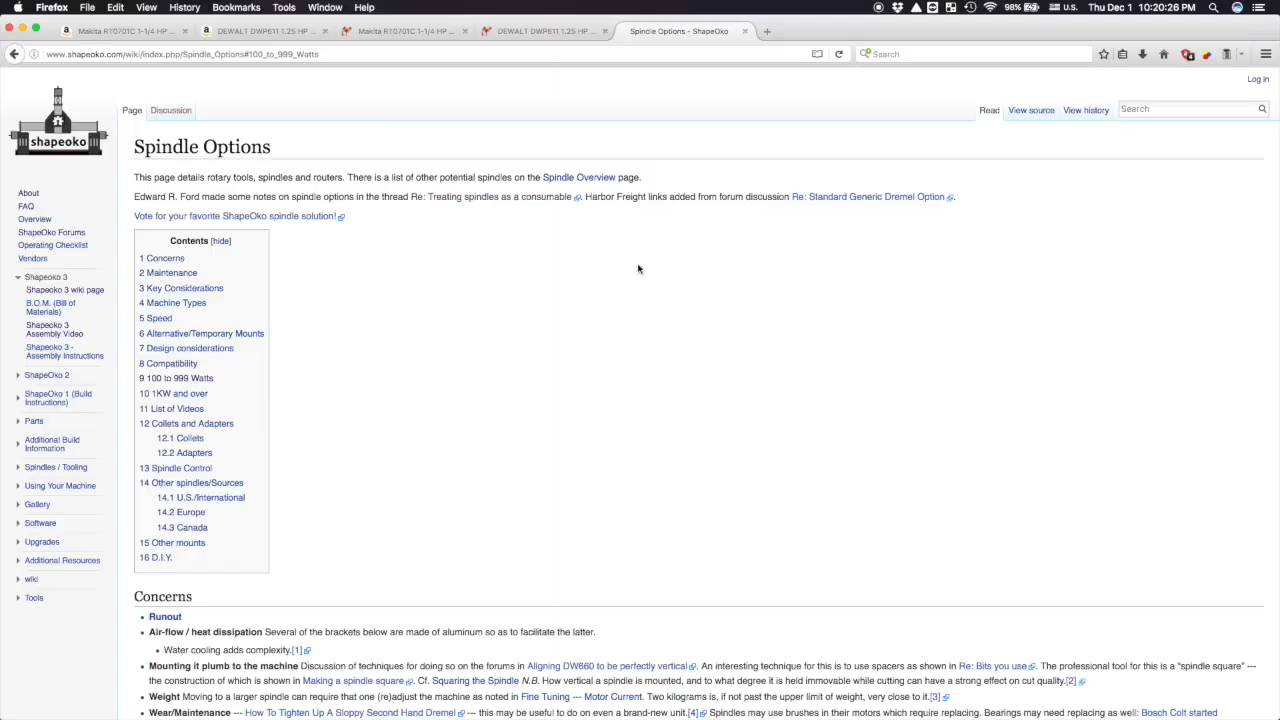 Firefox File Edit View History Bookmarks Tools Window Help 98% U.S. Thu Dec 1 10:20:26 PM
Makita RT0701C 1-1/4 HP ... DEWALT DWP611 1.25 HP ... Makita RT0701C 1-1/4 HP ... DEWALT DWP611 1.25 HP ... Spindle Options - ShapeOko
www.shapeoko.com/wiki/index.php/Spindle_Options#100_to_999_Watts Search
Log in
Page Discussion Read View source View history Search
shapeoko
Spindle Options
This page details rotary tools, spindles and routers. There is a list of other potential spindles on the Spindle Overview page.
Edward R. Ford made some notes on spindle options in the thread Re: Treating spindles as a consumable. Harbor Freight links added from forum discussion Re: Standard Generic Dremel Option.
Vote for your favorite ShapeOko spindle solution!
About
FAQ
Overview
ShapeOko Forums
Operating Checklist
Vendors
Shapeoko 3
Shapeoko 3 wiki page
B.O.M. (Bill of
Materials)
Shapeoko 3
Assembly Video
Shapeoko 3 -
Assembly Instructions
ShapeOko 2
ShapeOko 1 (Build
Instructions)
Parts
Additional Build
Information
Spindles / Tooling
Using Your Machine
Gallery
Software
Upgrades
Additional Resources
wiki
Tools
Contents [hide]
1 Concerns
2 Maintenance
3 Key Considerations
4 Machine Types
5 Speed
6 Alternative/Temporary Mounts
7 Design considerations
8 Compatibility
9 100 to 999 Watts
10 1KW and over
11 List of Videos
12 Collets and Adapters
12.1 Collets
12.2 Adapters
13 Spindle Control
14 Other spindles/Sources
14.1 U.S./International
14.2 Europe
14.3 Canada
15 Other mounts
16 D.I.Y.
Concerns
• Runout
• Air-flow / heat dissipation Several of the brackets below are made of aluminum so as to facilitate the latter.
• Water cooling adds complexity.[1]
• Mounting it plumb to the machine Discussion of techniques for doing so on the forums in Aligning DW660 to be perfectly vertical. An interesting technique for this is to use spacers as shown in Re: Bits you use. The professional tool for this is a "spindle square" ---
the construction of which is shown in Making a spindle square. Cf. Squaring the Spindle N.B. How vertical a spindle is mounted, and to what degree it is held immovable while cutting can have a strong effect on cut quality.[2]
• Weight Moving to a larger spindle can require that one (re)adjust the machine as noted in Fine Tuning --- Motor Current. Two kilograms is, if not past the upper limit of weight, very close to it.[3]
• Wear/Maintenance --- How To Tighten Up A Sloppy Second Hand Dremel --- this may be useful to do on even a brand-new unit.[4] Spindles may use brushes in their motors which require replacing. Bearings may need replacing as well: Bosch Colt started